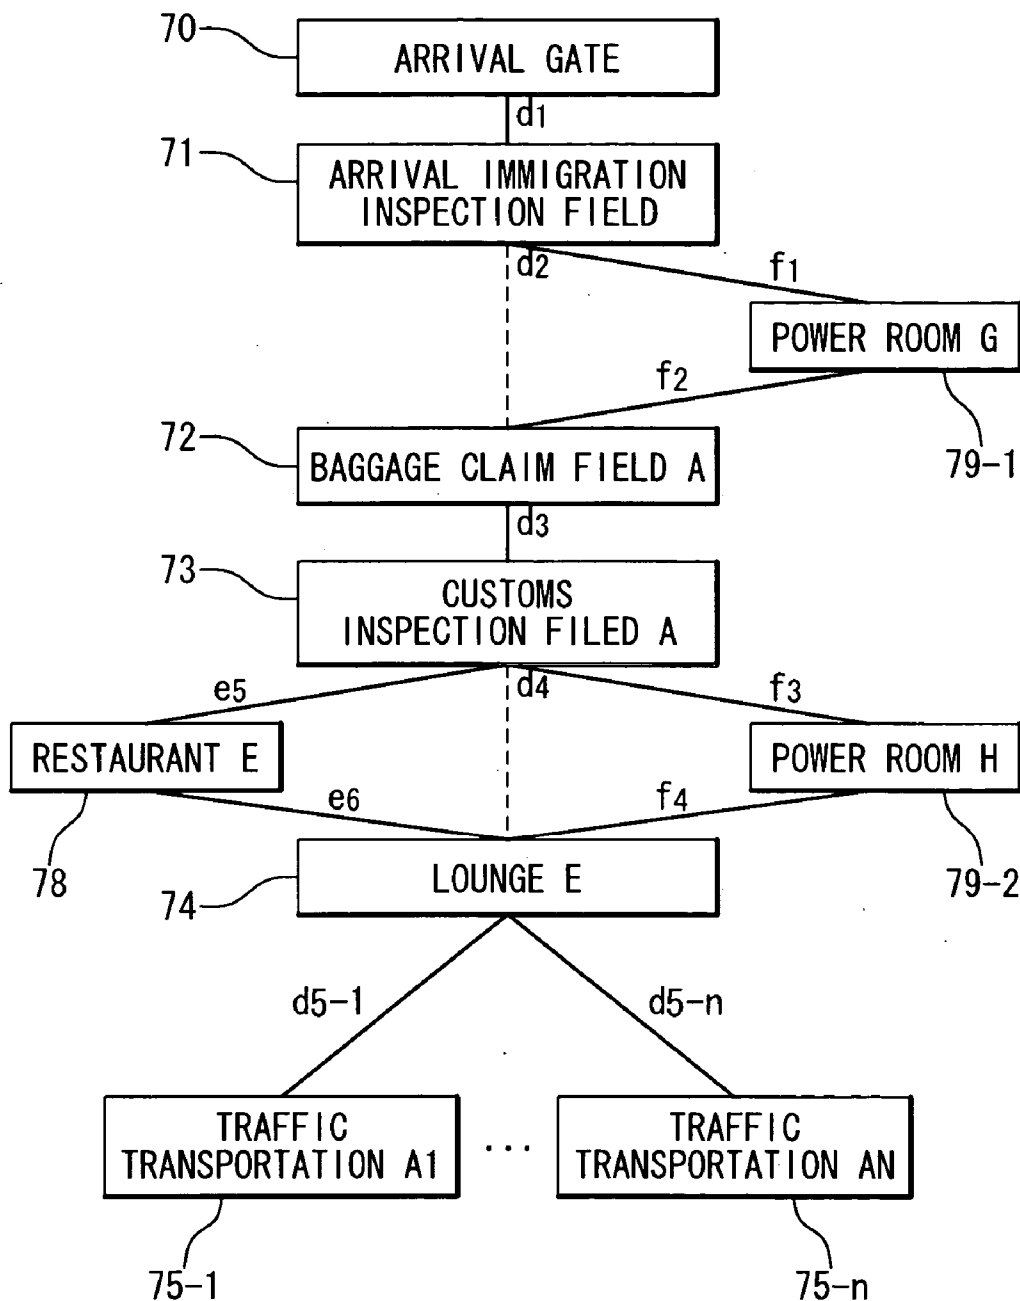 70
ARRIVAL GATE
d1
71
ARRIVAL IMMIGRATION
INSPECTION FIELD
d2
f1
POWER ROOM G
f2
72
BAGGAGE CLAIM FIELD A
79-1
d3
73
CUSTOMS
INSPECTION FILED A
e5
d4
f3
RESTAURANT E
POWER ROOM H
e6
f4
78
74
LOUNGE E
79-2
d5-1
d5-n
TRAFFIC
TRANSPORTATION A1
...
TRAFFIC
TRANSPORTATION AN
75-1
75-n